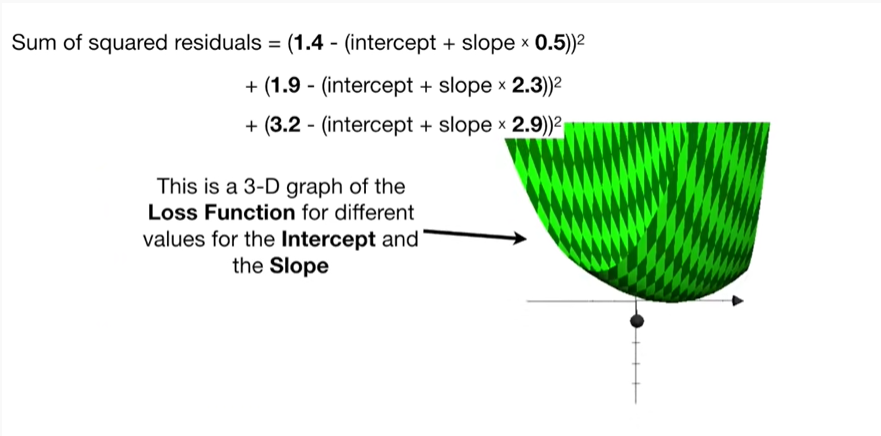 Sum of squared residuals = (1.4 - (intercept + slope × 0.5))²
+ (1.9 - (intercept + slope × 2.3))²
+ (3.2 - (intercept + slope × 2.9))²
This is a 3-D graph of the
Loss Function for different
values for the Intercept and
the Slope